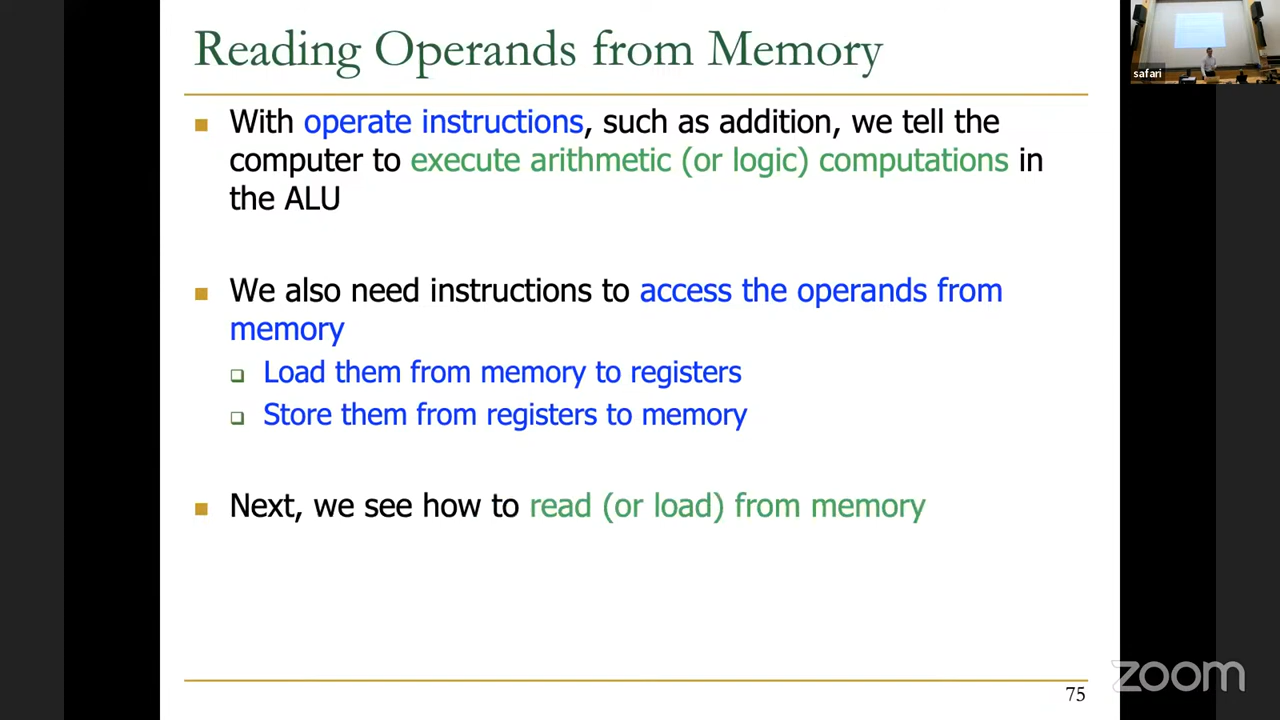 Reading Operands from Memory
safari
With operate instructions, such as addition, we tell the
computer to execute arithmetic (or logic) computations in
the ALU
We also need instructions to access the operands from
memory
Load them from memory to registers
Store them from registers to memory
Next, we see how to read (or load) from memory
75
zoom